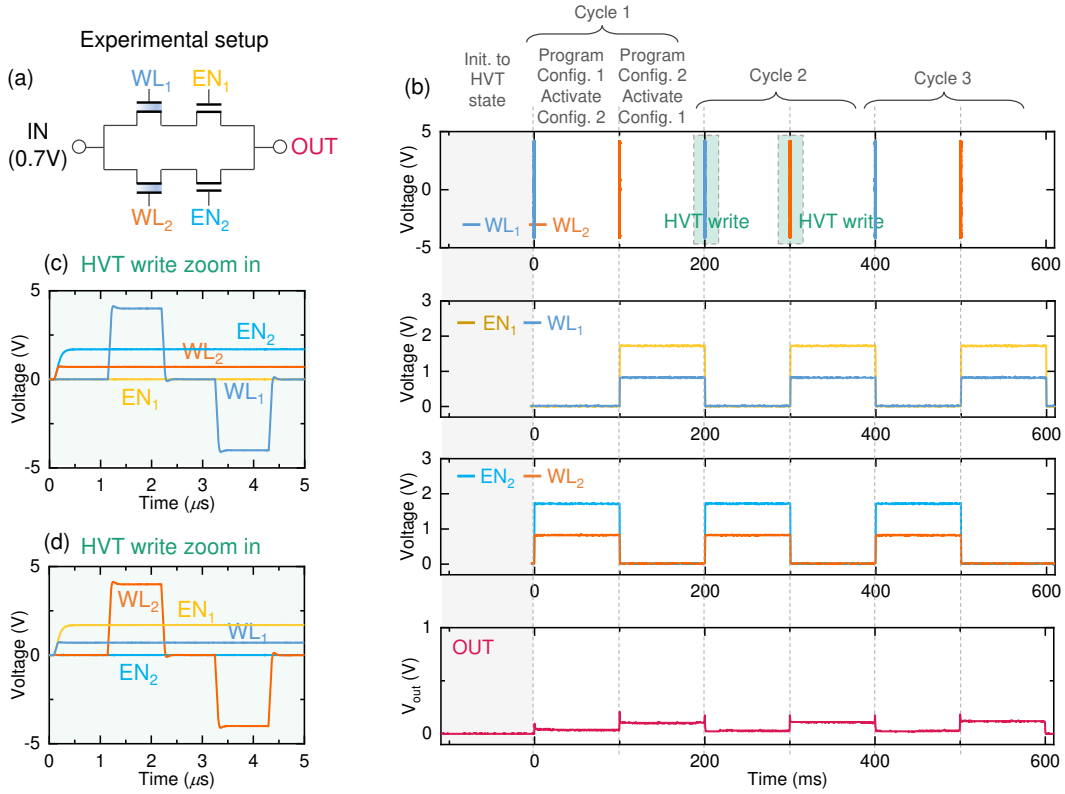 Experimental setup
(a)
WL1
EN1
IN
(0.7V)
OUT
WL2
EN2
(b)
Cycle 1
Init. to
HVT
state
Program
Config. 1
Activate
Config. 2
Program
Config. 2
Activate
Config. 1
Cycle 2
Cycle 3
Voltage (V)
5
0
-5
WL1
WL2
HVT write
HVT write
0
200
400
600
Voltage (V)
3
2
1
0
EN1
WL1
0
200
400
600
Voltage (V)
3
2
1
0
EN2
WL2
0
200
400
600
Vout (V)
1
0
OUT
0
200
400
600
Time (ms)
(c)
HVT write zoom in
Voltage (V)
5
0
-5
EN2
WL2
EN1
WL1
0
1
2
3
4
5
Time (μs)
(d)
HVT write zoom in
Voltage (V)
5
0
-5
WL2
EN1
WL1
EN2
0
1
2
3
4
5
Time (μs)